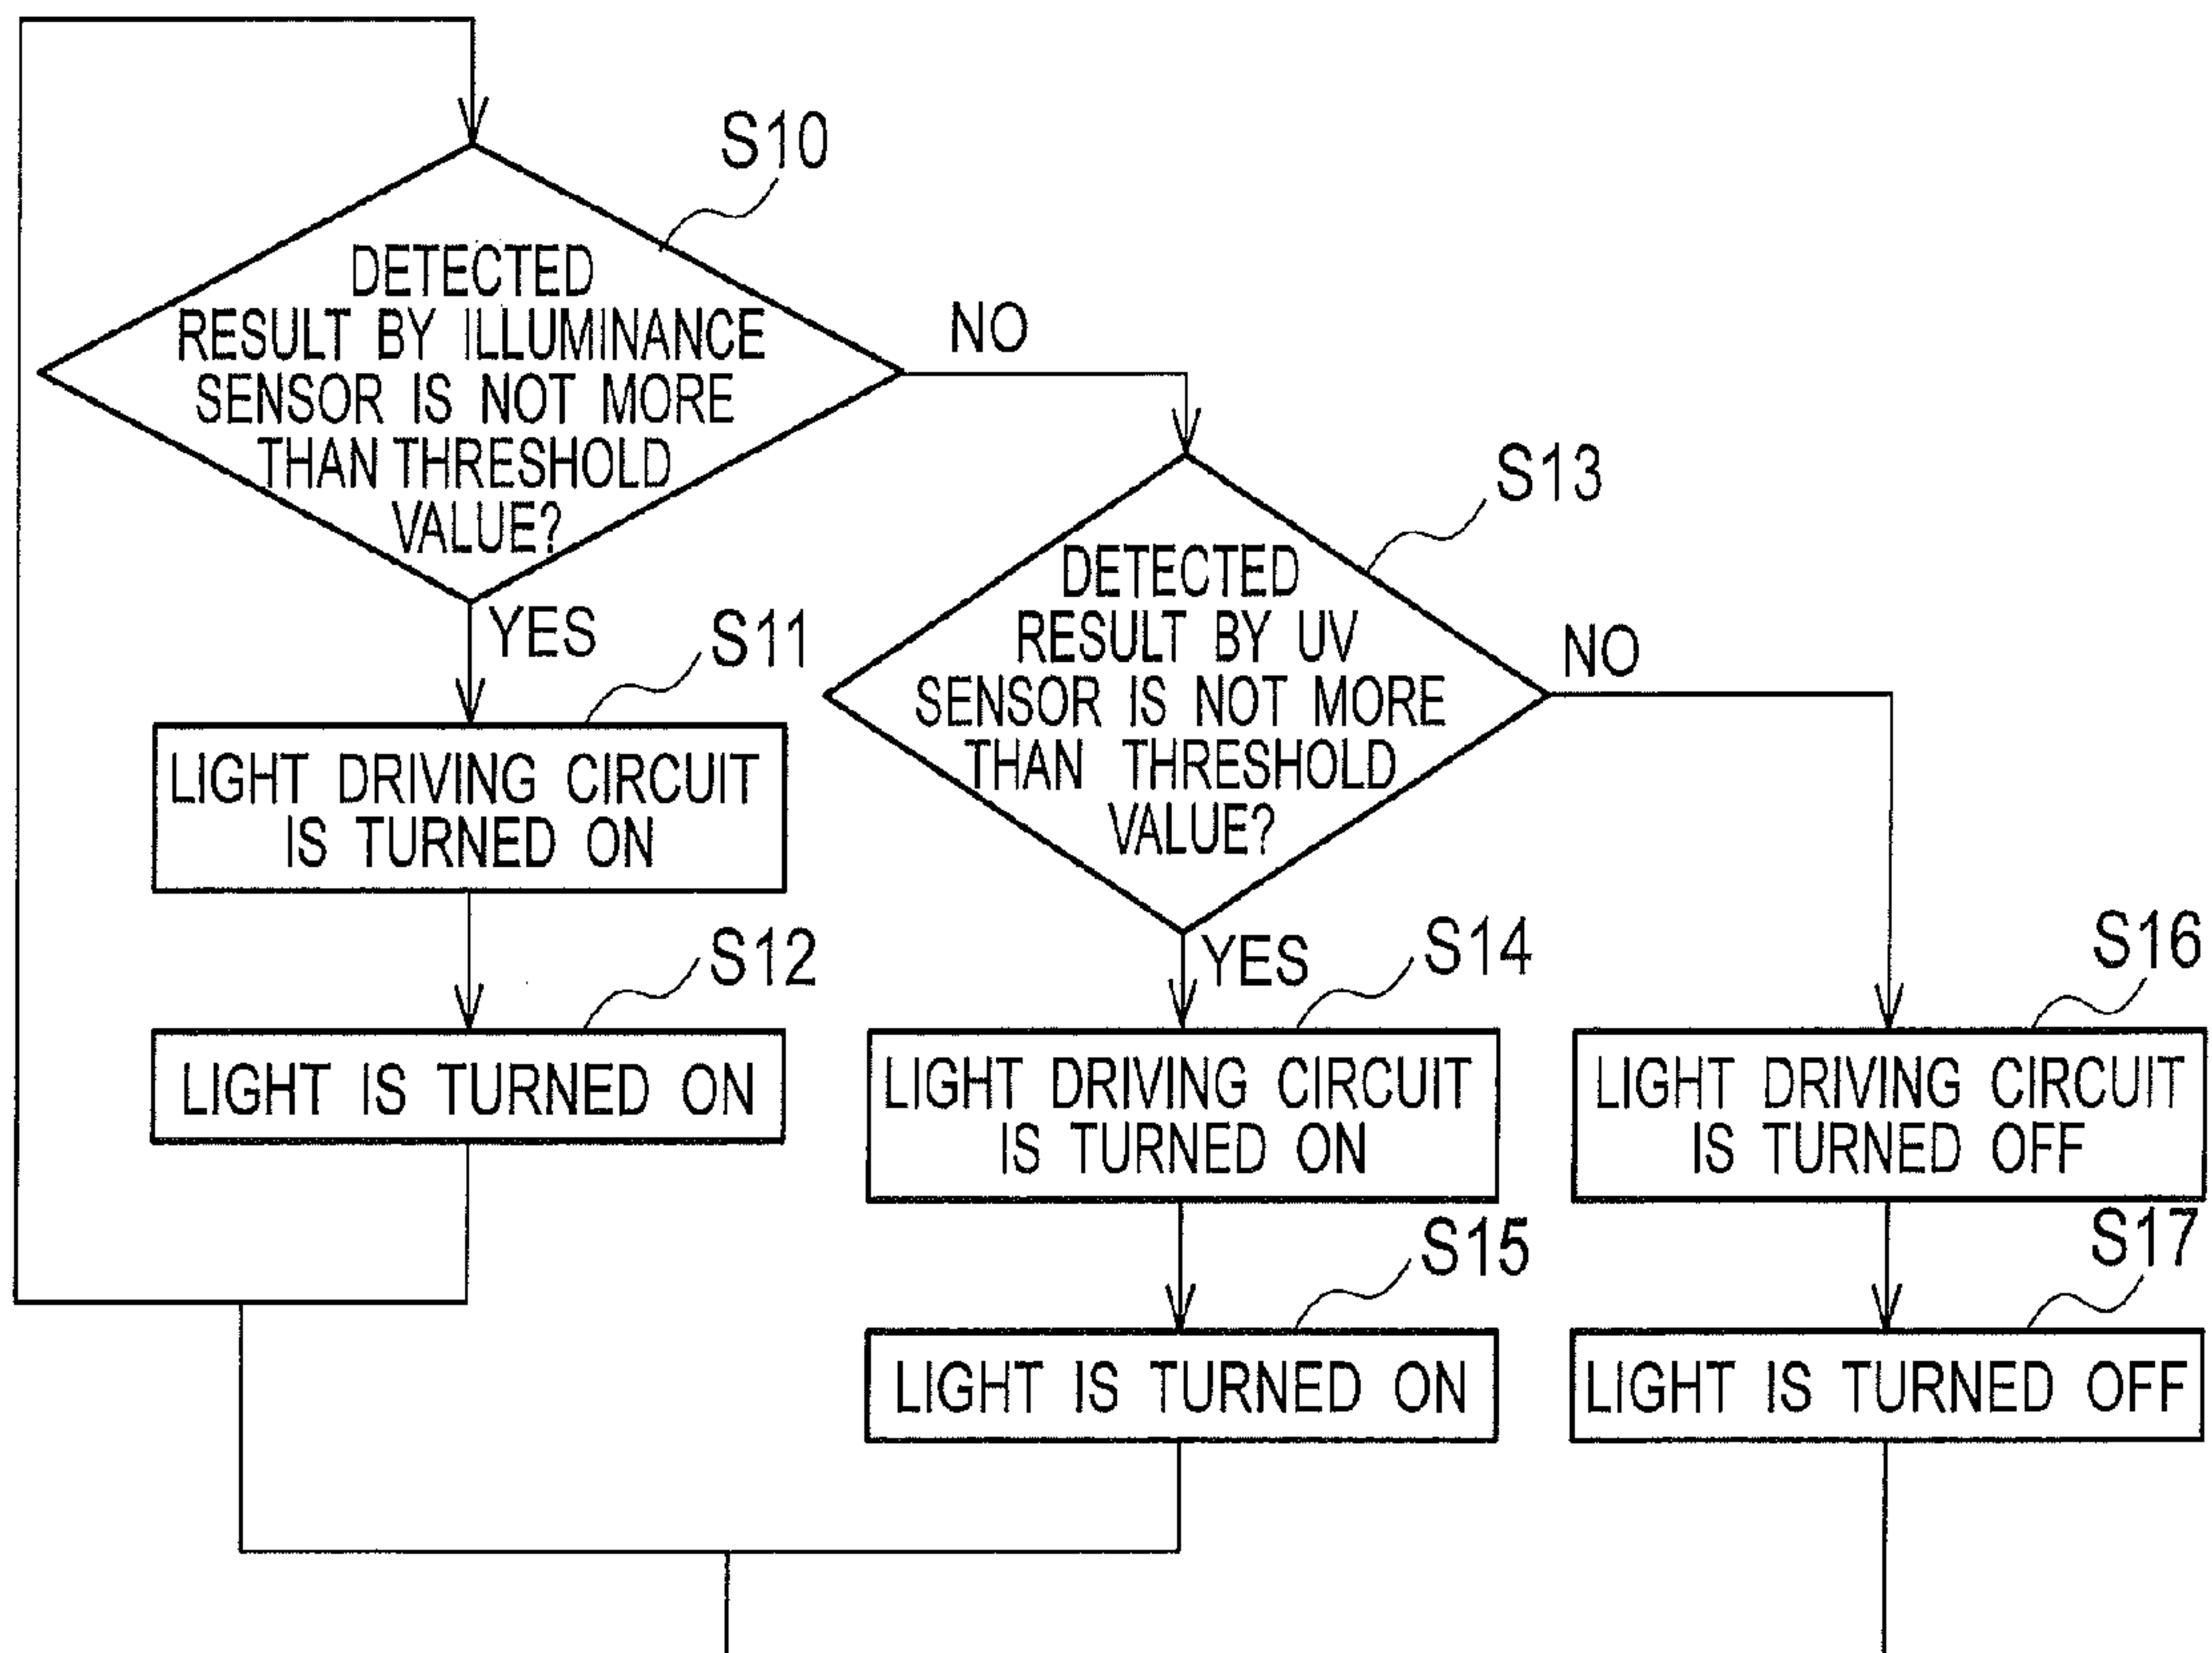 S10
DETECTED
RESULT BY ILLUMINANCE
SENSOR IS NOT MORE
THAN THRESHOLD
VALUE?
NO
YES
S13
DETECTED
RESULT BY UV
SENSOR IS NOT MORE
THAN THRESHOLD
VALUE?
NO
YES
S11
LIGHT DRIVING CIRCUIT
IS TURNED ON
S12
LIGHT IS TURNED ON
S14
LIGHT DRIVING CIRCUIT
IS TURNED ON
S15
LIGHT IS TURNED ON
S16
LIGHT DRIVING CIRCUIT
IS TURNED OFF
S17
LIGHT IS TURNED OFF